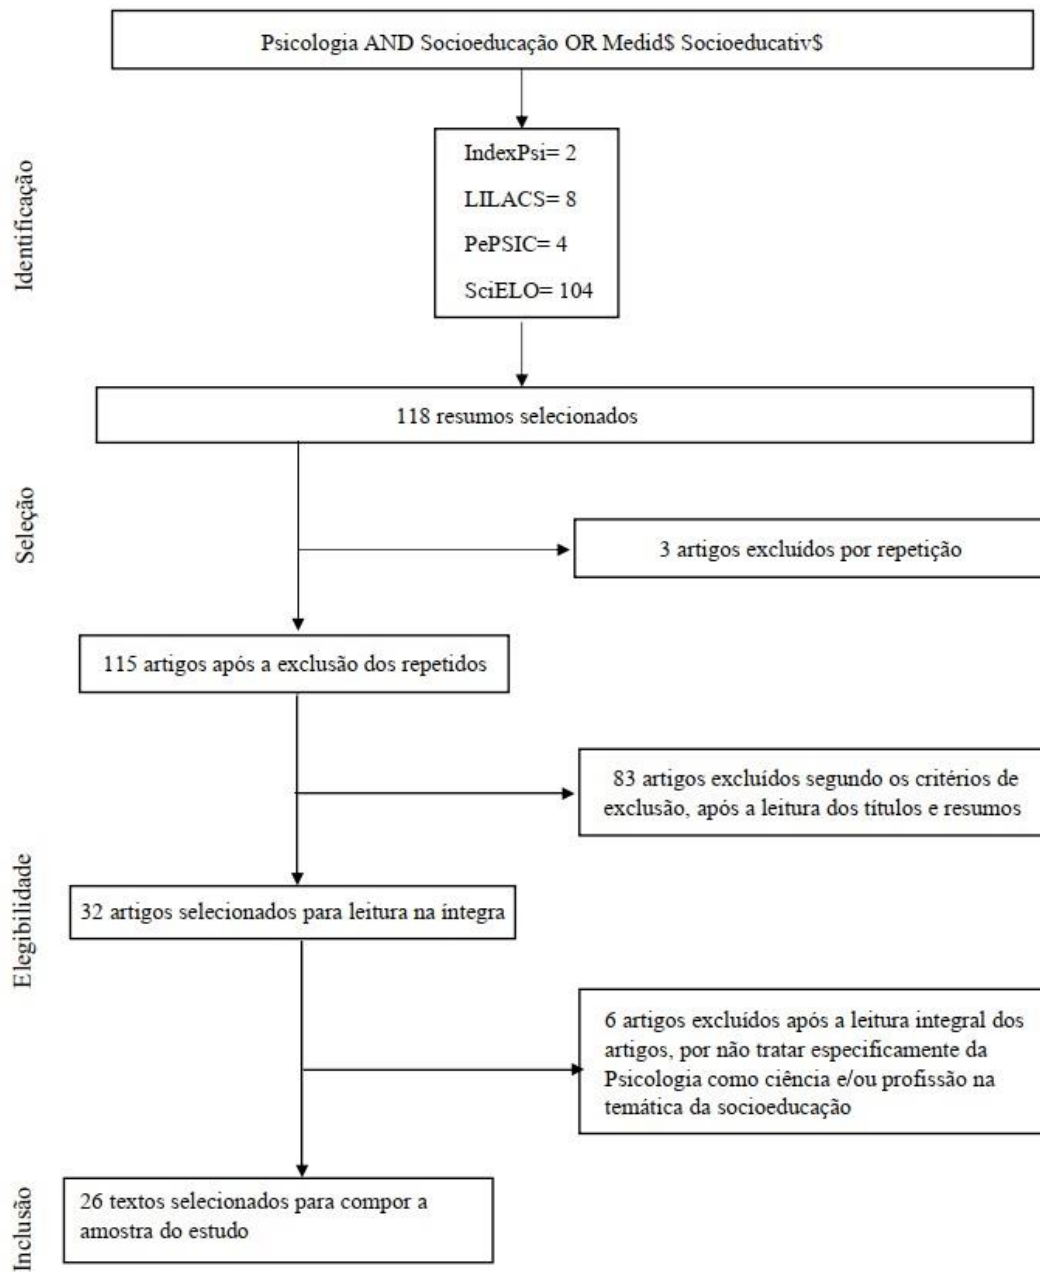 Psicologia AND Socioeducação OR Medid$ Socioeducativ$
Identificação
IndexPsi= 2
LILACS= 8
PePSIC= 4
SciELO= 104
118 resumos selecionados
Seleção
3 artigos excluídos por repetição
115 artigos após a exclusão dos repetidos
83 artigos excluídos segundo os critérios de
exclusão, após a leitura dos títulos e resumos
Elegibilidade
32 artigos selecionados para leitura na íntegra
6 artigos excluídos após a leitura integral dos
artigos, por não tratar especificamente da
Psicologia como ciência e/ou profissão na
temática da socioeducação
Inclusão
26 textos selecionados para compor a
amostra do estudo